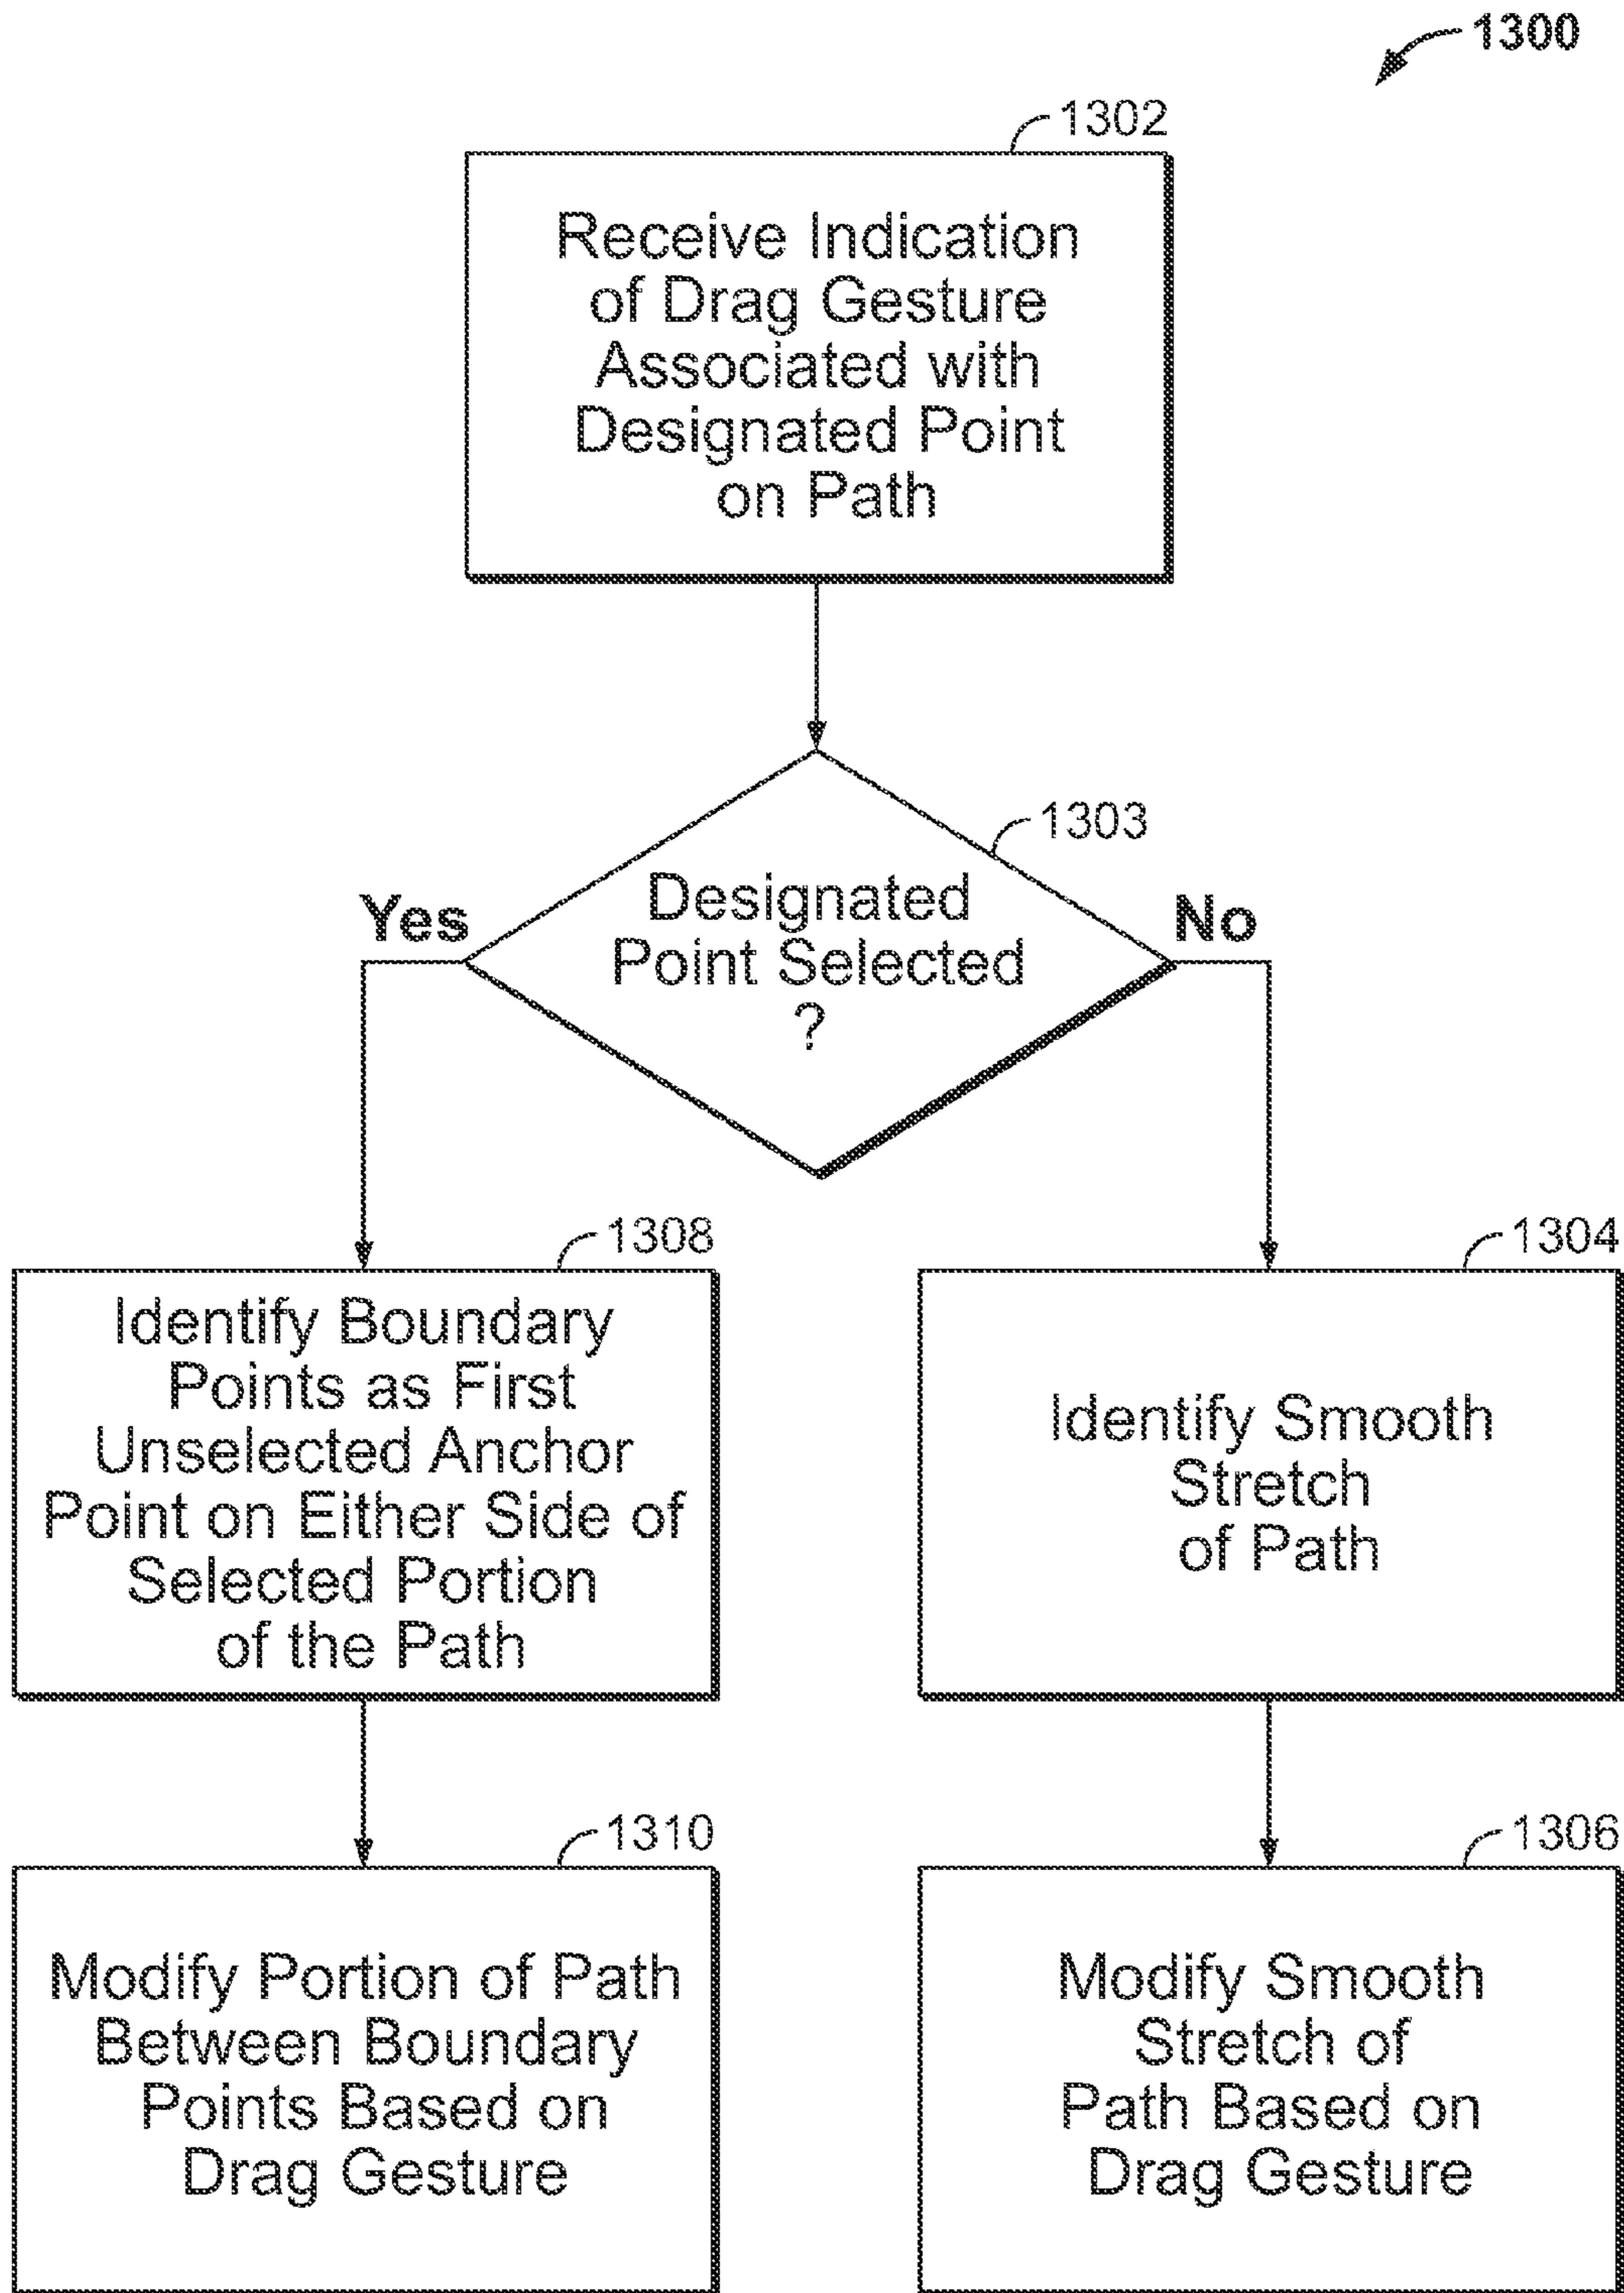 1300
1302
Receive Indication
of Drag Gesture
Associated with
Designated Point
on Path
1303
Designated
Point Selected
?
Yes
No
1308
Identify Boundary
Points as First
Unselected Anchor
Point on Either Side of
Selected Portion
of the Path
1304
Identify Smooth
Stretch
of Path
1310
Modify Portion of Path
Between Boundary
Points Based on
Drag Gesture
1306
Modify Smooth
Stretch of
Path Based on
Drag Gesture